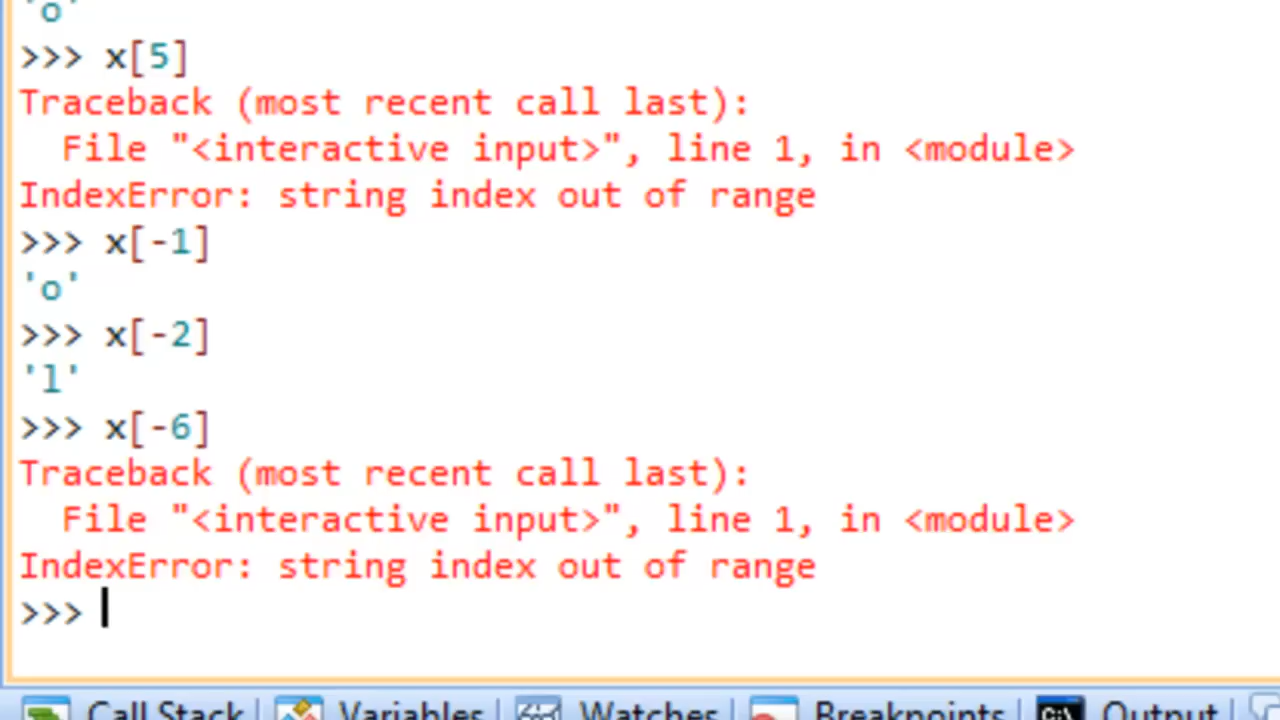 'o'
>>> x[5]
Traceback (most recent call last):
  File "<interactive input>", line 1, in <module>
IndexError: string index out of range
>>> x[-1]
'o'
>>> x[-2]
'l'
>>> x[-6]
Traceback (most recent call last):
  File "<interactive input>", line 1, in <module>
IndexError: string index out of range
>>>
Call Stack Variables Watches Breakpoints Output